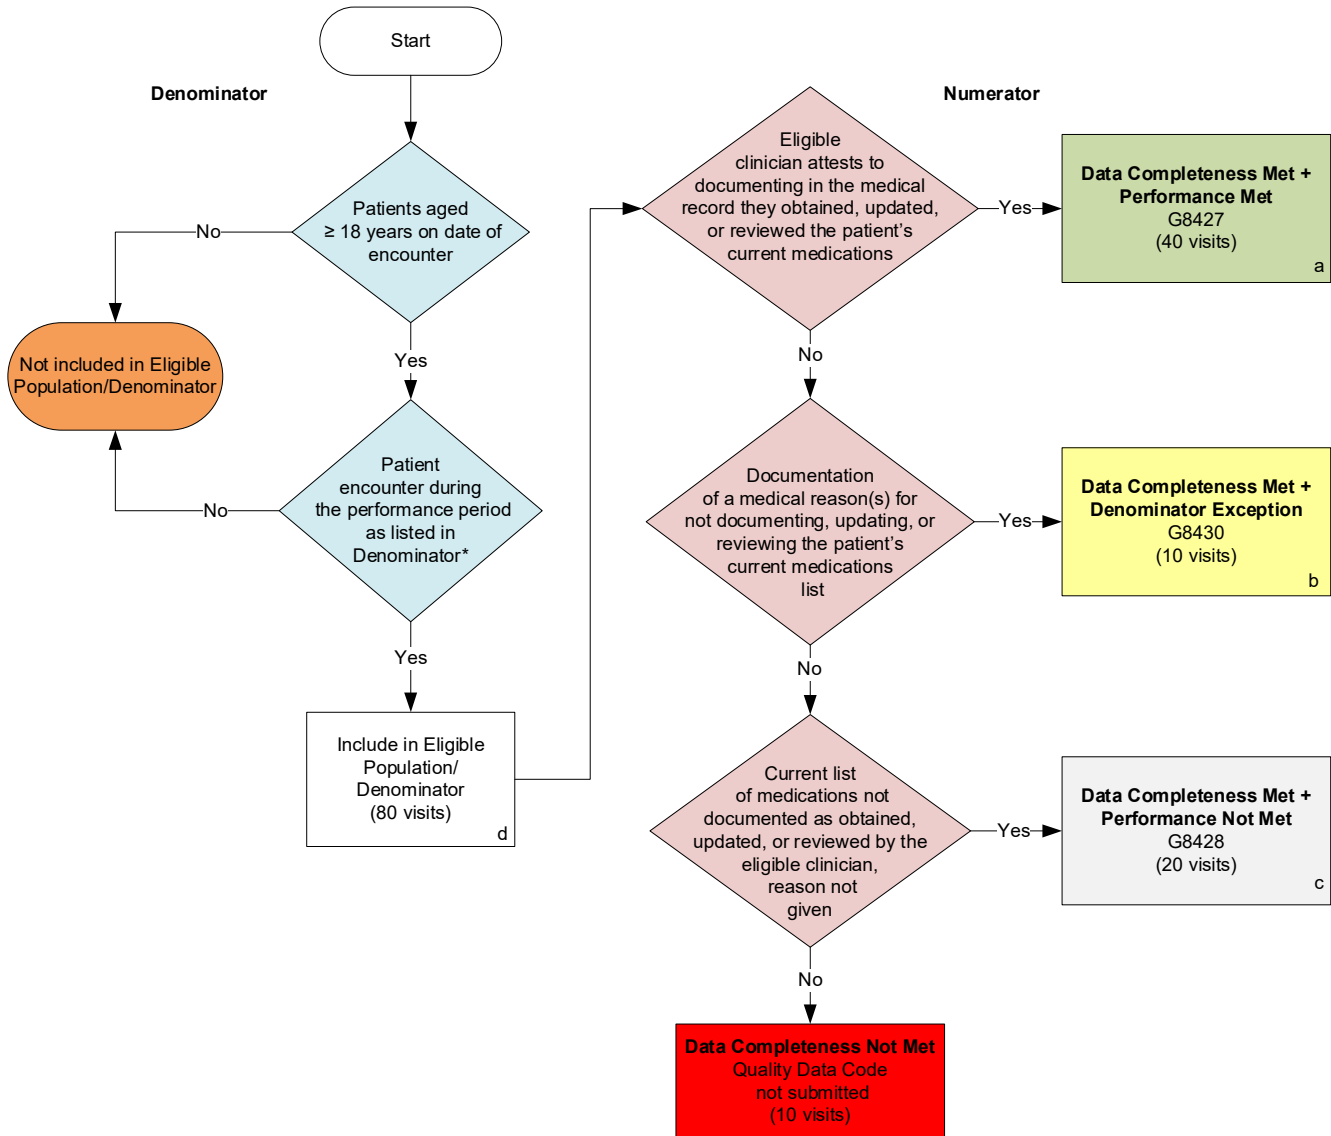 Start
Denominator
Patients aged
≥ 18 years on date of
encounter
No
Yes
Not included in Eligible
Population/Denominator
Patient
encounter during
the performance period
as listed in
Denominator*
No
Yes
Include in Eligible
Population/
Denominator
(80 visits)
d
Numerator
Eligible
clinician attests to
documenting in the medical
record they obtained, updated,
or reviewed the patient’s
current medications
Yes
Data Completeness Met +
Performance Met
G8427
(40 visits)
a
No
Documentation
of a medical reason(s) for
not documenting, updating, or
reviewing the patient’s
current medications
list
Yes
Data Completeness Met +
Denominator Exception
G8430
(10 visits)
b
No
Current list
of medications not
documented as obtained,
updated, or reviewed by the
eligible clinician,
reason not
given
Yes
Data Completeness Met +
Performance Not Met
G8428
(20 visits)
c
No
Data Completeness Not Met
Quality Data Code
not submitted
(10 visits)